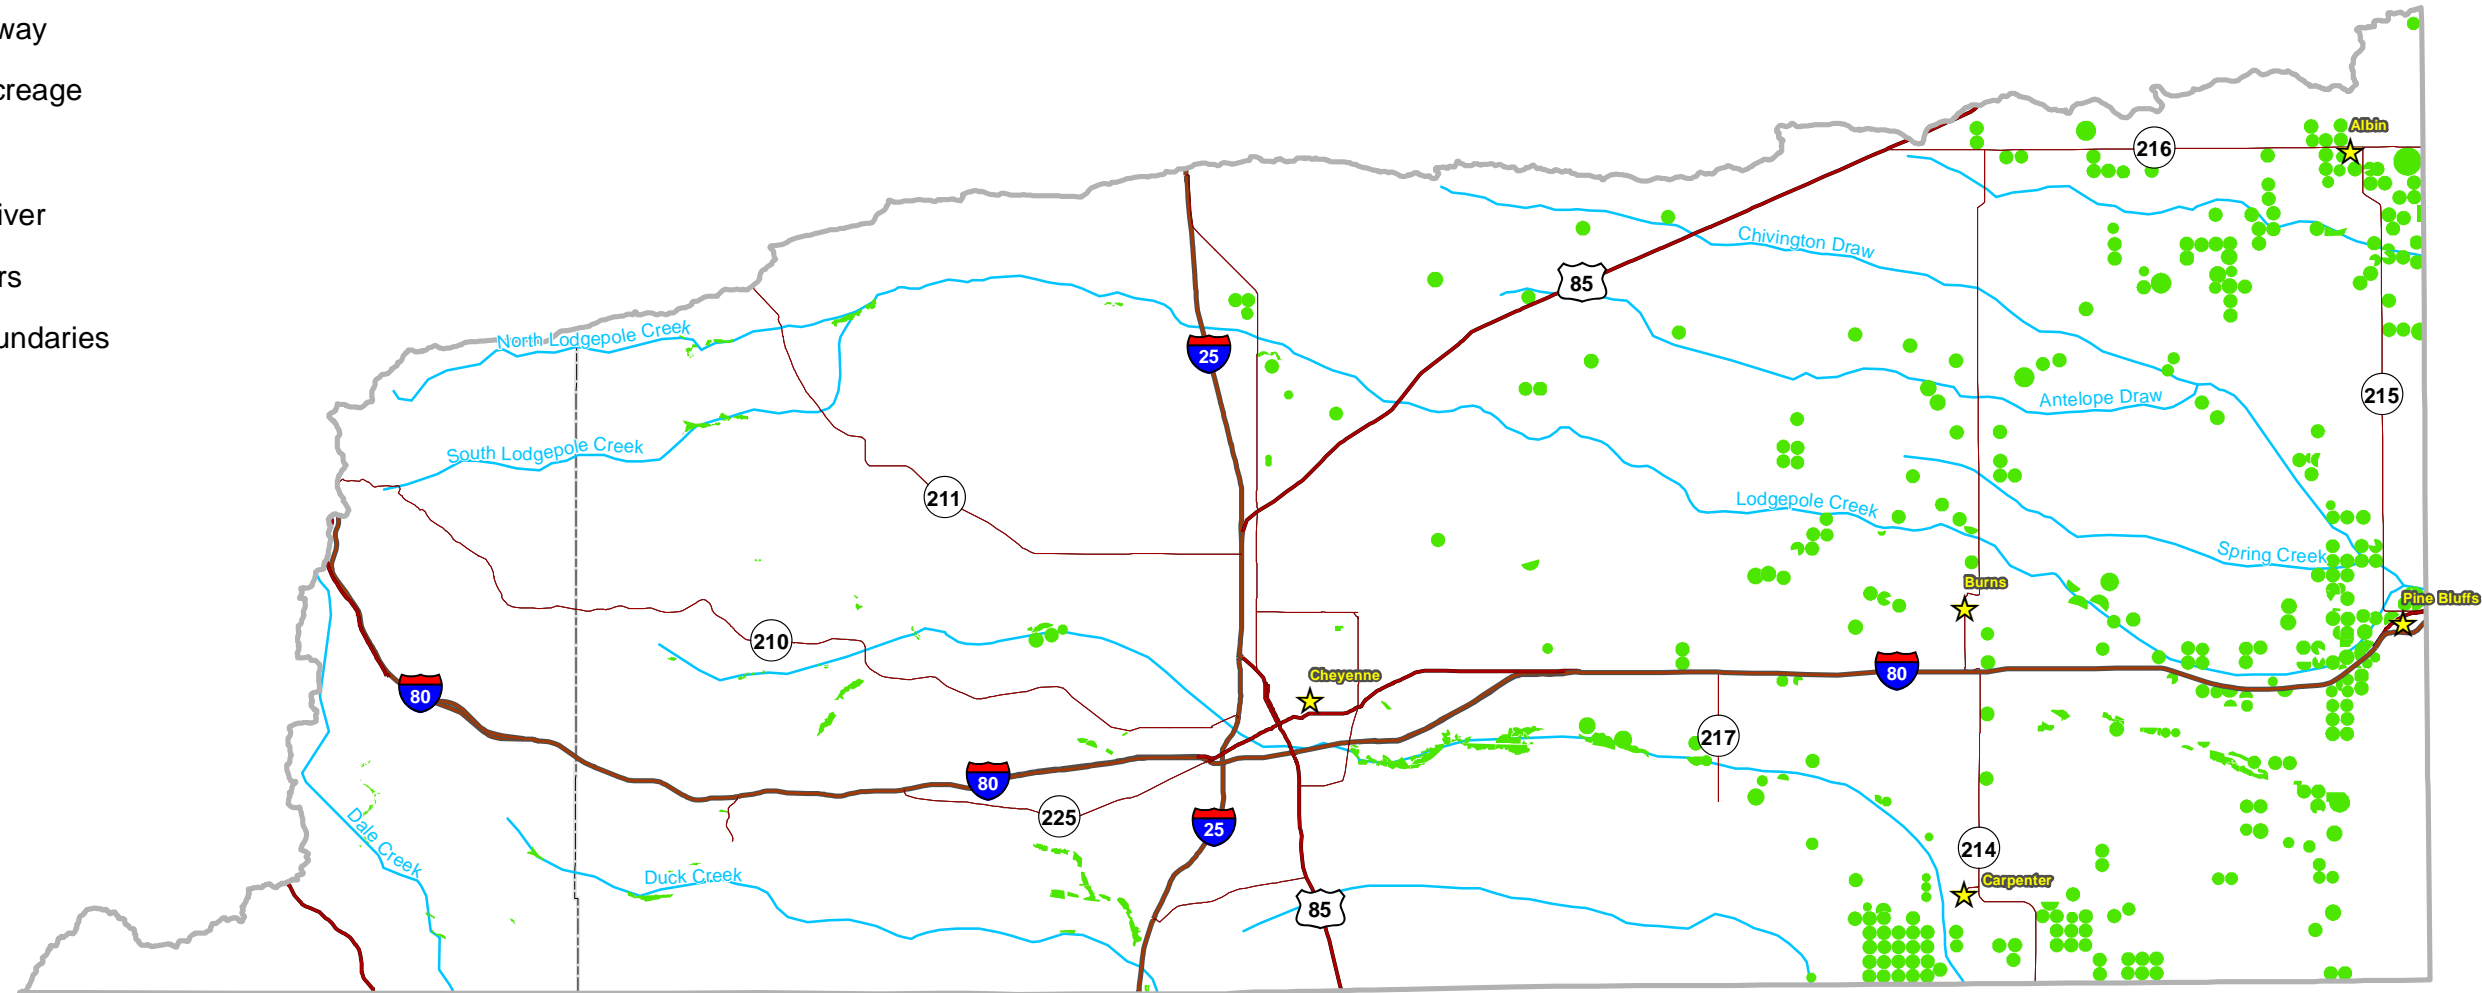 way
creage
iver
rs
undaries
Albin
216
Chivington Draw
85
North Lodgepole Creek
25
215
Antelope Draw
South Lodgepole Creek
211
Lodgepole Creek
Spring Creek
Burns
Pine Bluffs
210
Cheyenne
80
80
217
80
225
25
Dale Creek
214
Duck Creek
Carpenter
85